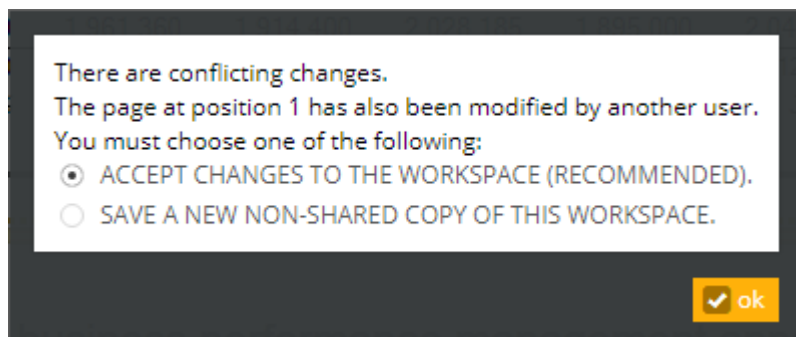 There are conflicting changes.
The page at position 1 has also been modified by another user.
You must choose one of the following:
ACCEPT CHANGES TO THE WORKSPACE (RECOMMENDED).
SAVE A NEW NON-SHARED COPY OF THIS WORKSPACE.
ok